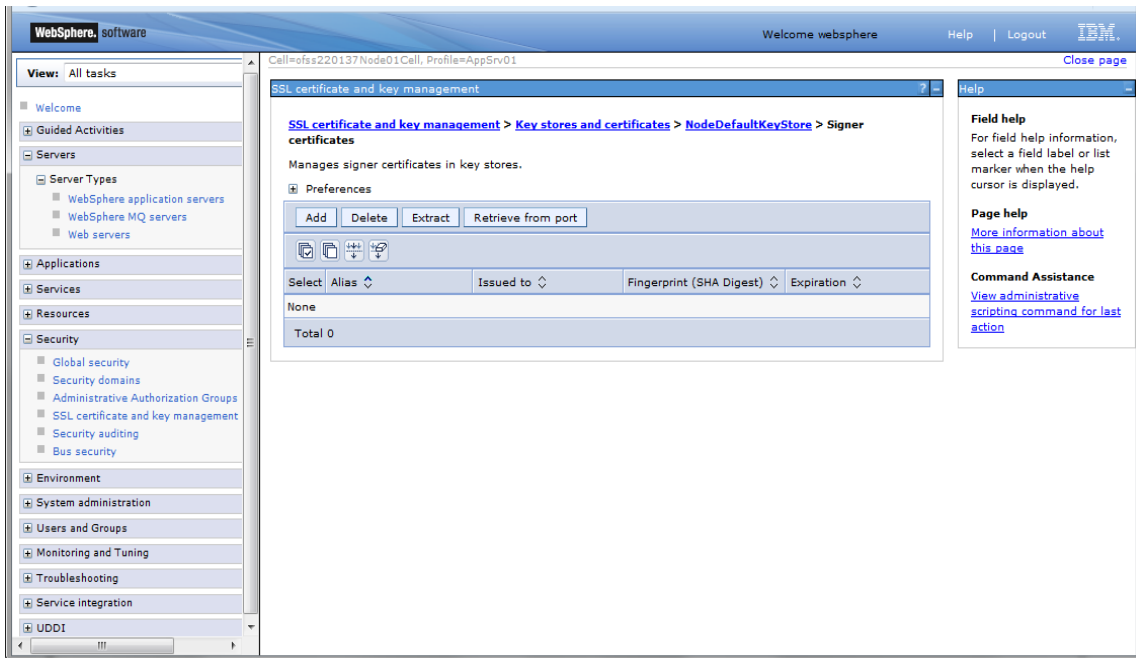 WebSphere. software
Welcome websphere
Help | Logout
IBM.
View: All tasks
Welcome
Guided Activities
Servers
Server Types
WebSphere application servers
WebSphere MQ servers
Web servers
Applications
Services
Resources
Security
Global security
Security domains
Administrative Authorization Groups
SSL certificate and key management
Security auditing
Bus security
Environment
System administration
Users and Groups
Monitoring and Tuning
Troubleshooting
Service integration
UDDI
Cell=ofss220137Node01Cell, Profile=AppSrv01
Close page
SSL certificate and key management
? -
SSL certificate and key management > Key stores and certificates > NodeDefaultKeyStore > Signer
certificates
Manages signer certificates in key stores.
Preferences
Add Delete Extract Retrieve from port
Select Alias Issued to Fingerprint (SHA Digest) Expiration
None
Total 0
Help
Field help
For field help information,
select a field label or list
marker when the help
cursor is displayed.
Page help
More information about
this page
Command Assistance
View administrative
scripting command for last
action